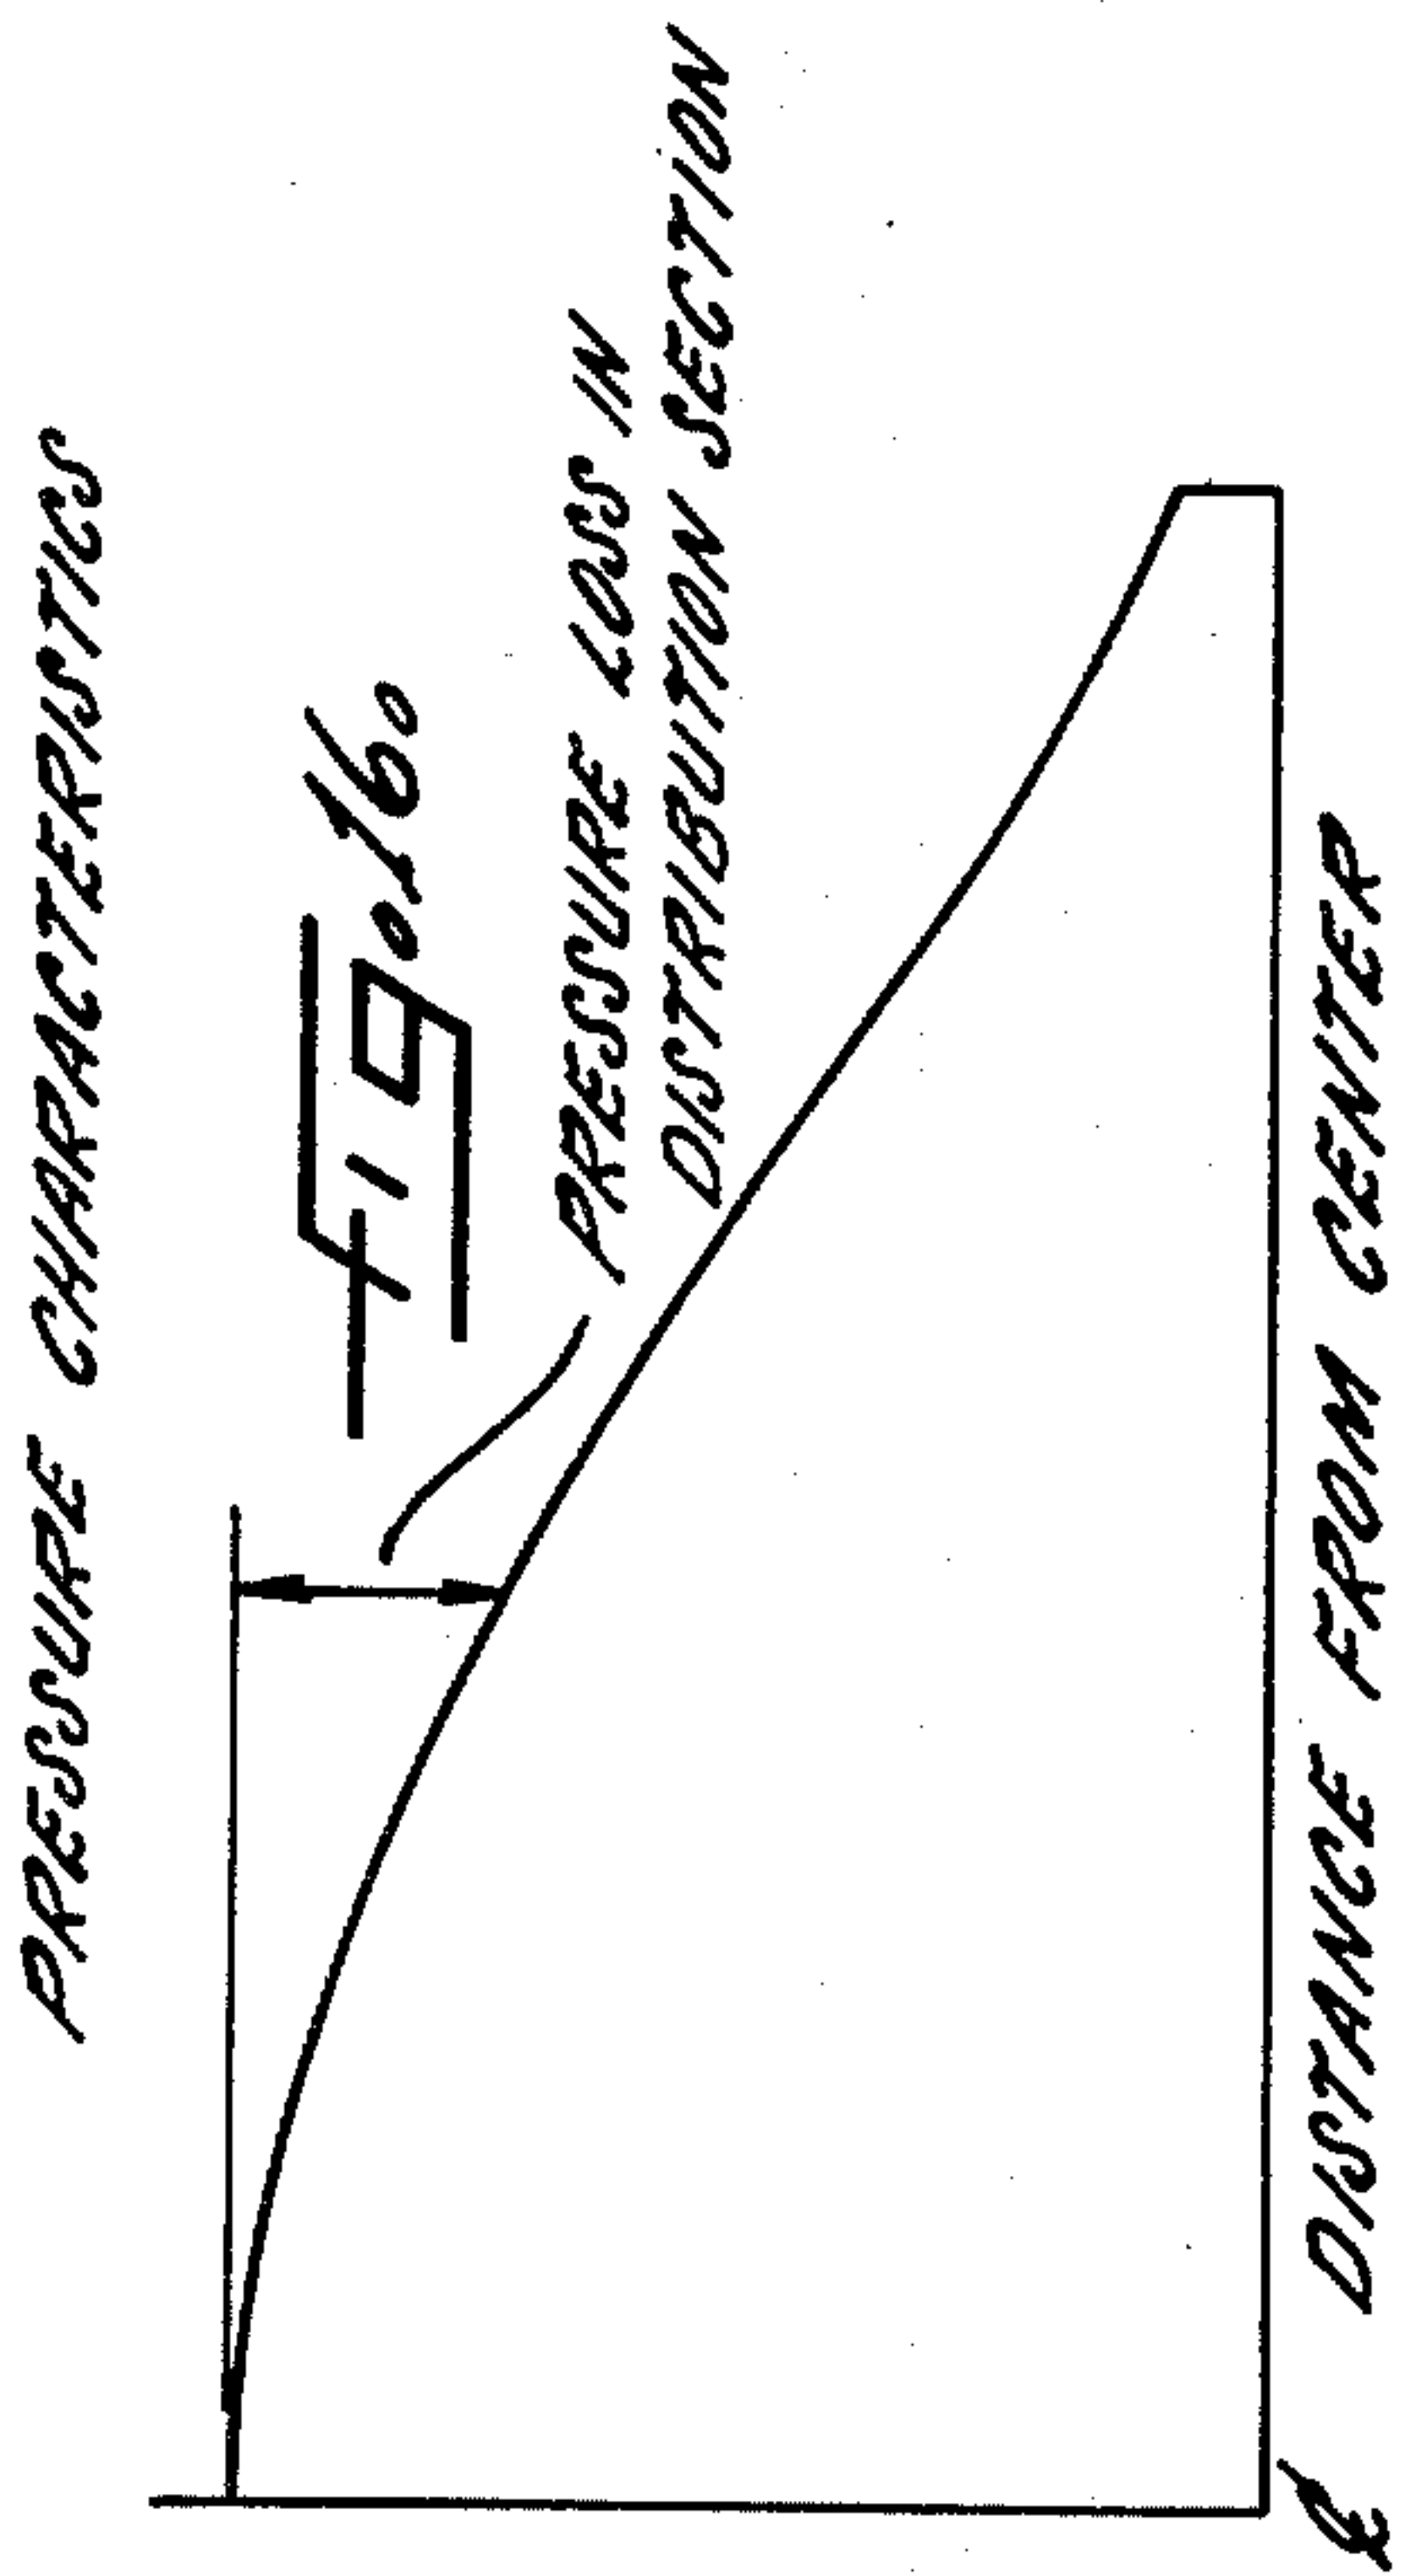 PRESSURE CHARACTERISTICS
Fig. 16.
PRESSURE LOSS IN
DISTRIBUTION SECTION
℄ DISTANCE FROM CENTER